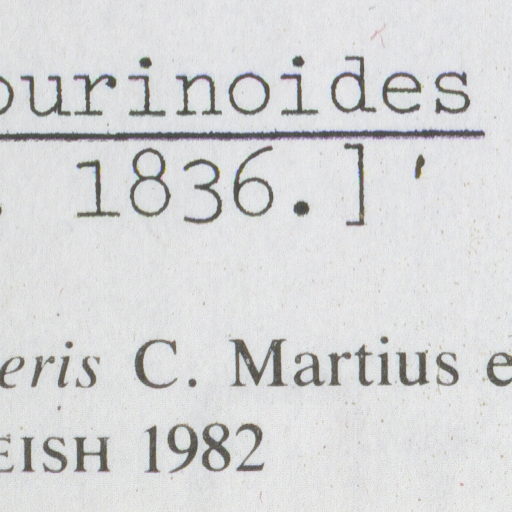 ourinoides
. 1836.]'
eris C. Martius e
EISH 1982